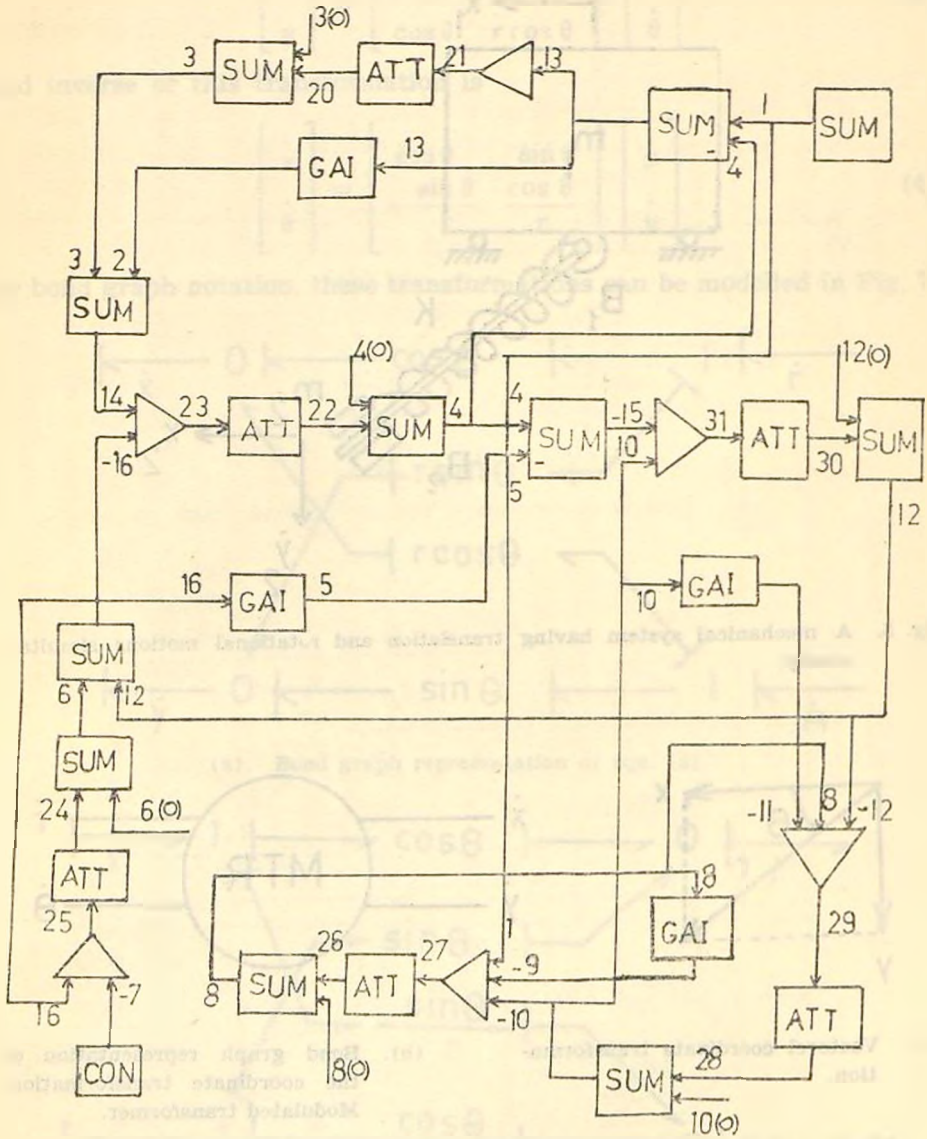 3(0)
3 SUM 20 ATT 21 13
SUM 1 SUM
- 4
GAI 13
3 2
SUM
14 23 ATT 22 4(0) SUM 4
-16
4 SUM -15 10 31 ATT 30 12(0) SUM 12
- 5
16 GAI 5
10 GAI
SUM
6 12
SUM
24 6(0)
ATT
25
16 -7
CON
-11 8 -12
8
GAI
29
ATT
8 SUM 26 ATT 27 1
-9
-10
8(0)
SUM 28
10(0)